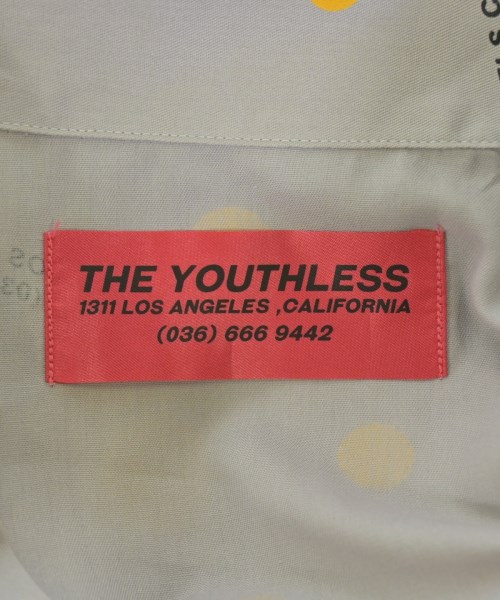 THE YOUTHLESS
1311 LOS ANGELES ,CALIFORNIA
(036) 666 9442